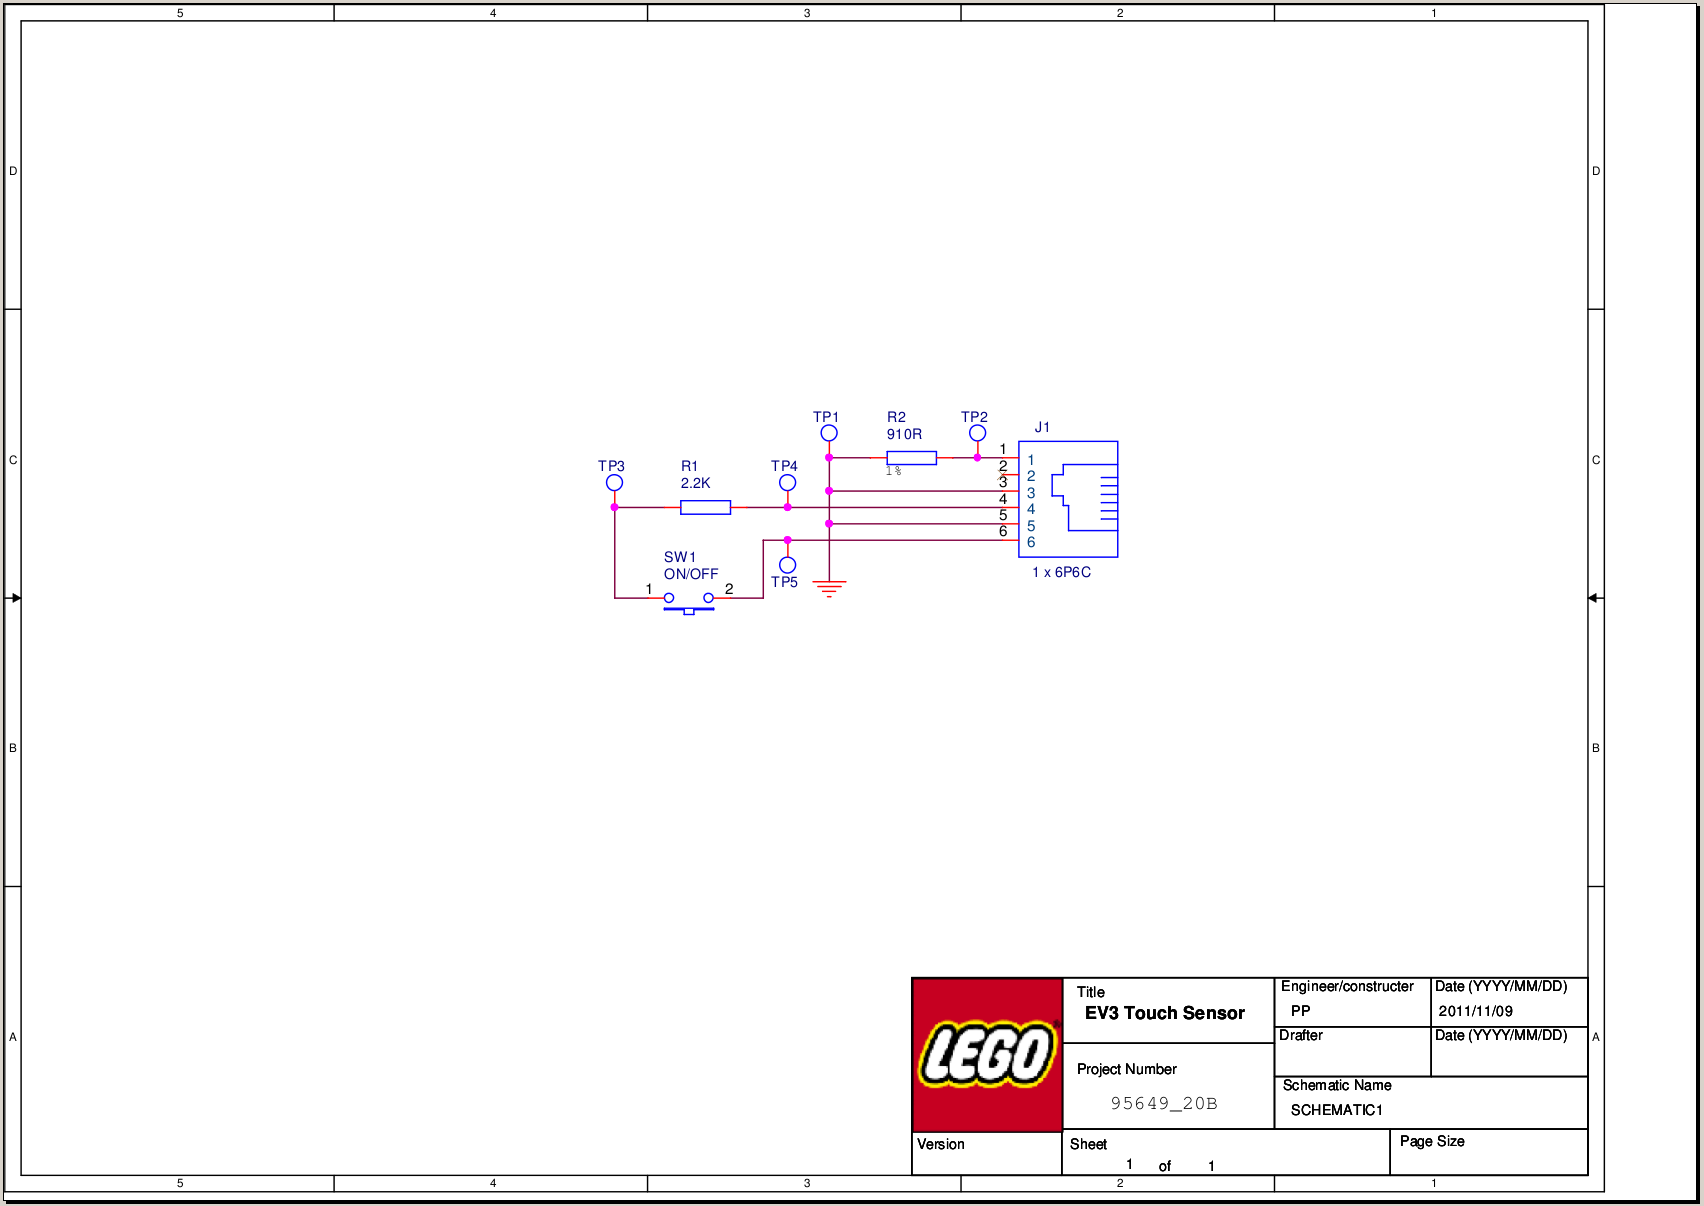 5 4 3 2 1
D D
TP1 R2 TP2
910R
J1
1%
C C
TP3 R1 TP4
2.2K
1 1
2 2
3 3
4 4
5 5
6 6
SW1
ON/OFF
TP5
1 x 6P6C
1 2
B B
A A
LEGO
Title
EV3 Touch Sensor
Engineer/constructer
PP
Date (YYYY/MM/DD)
2011/11/09
Drafter
Date (YYYY/MM/DD)
Project Number
95649_20B
Schematic Name
SCHEMATIC1
Version
Sheet
1 of 1
Page Size
5 4 3 2 1